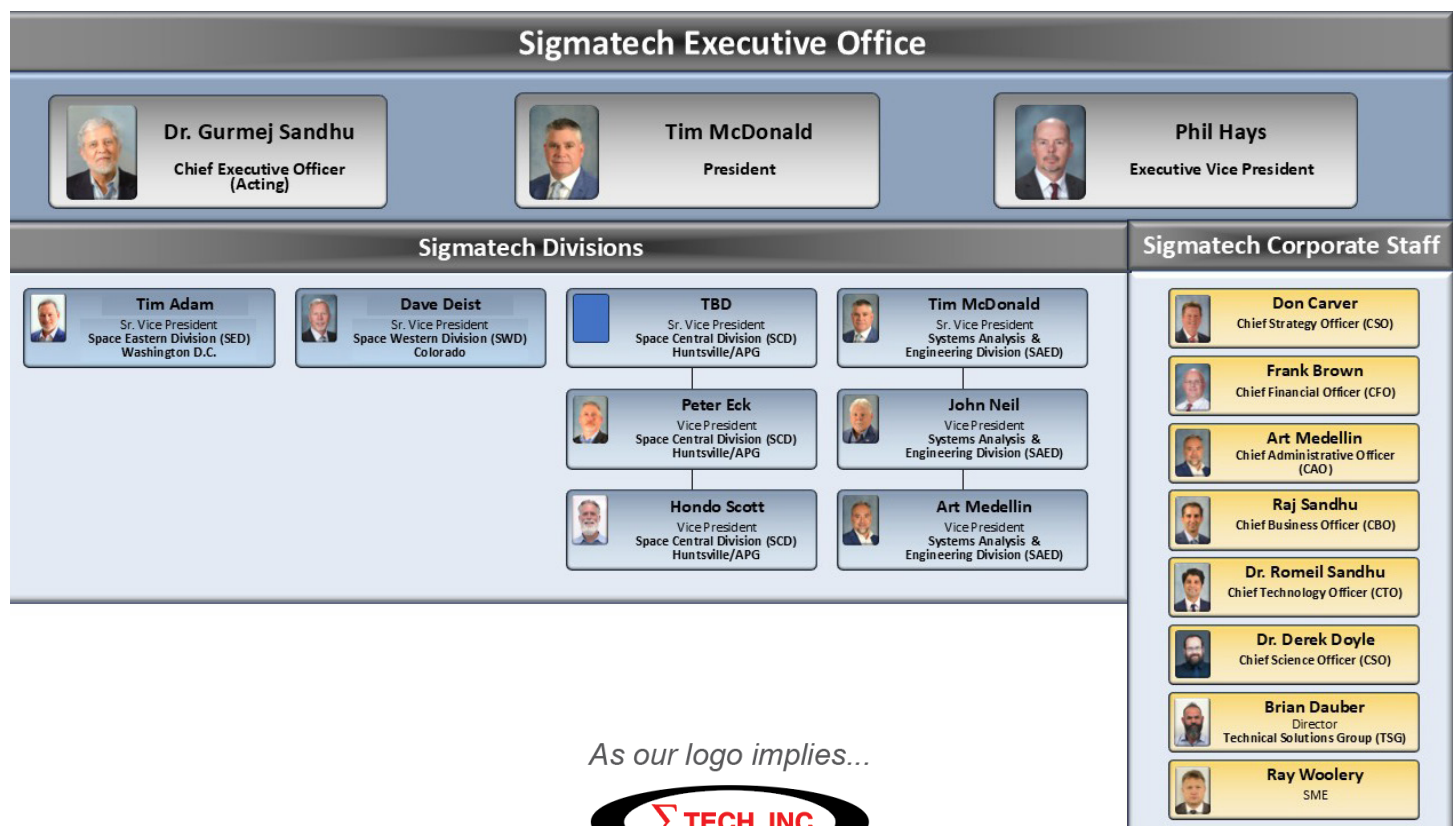 Sigmatech Executive Office
Dr. Gurmej Sandhu
Chief Executive Officer
(Acting)
Tim McDonald
President
Phil Hays
Executive Vice President
Sigmatech Divisions
Tim Adam
Sr. Vice President
Space Eastern Division (SED)
Washington D.C.
Dave Deist
Sr. Vice President
Space Western Division (SWD)
Colorado
TBD
Sr. Vice President
Space Central Division (SCD)
Huntsville/APG
Tim McDonald
Sr. Vice President
Systems Analysis &
Engineering Division (SAED)
Peter Eck
Vice President
Space Central Division (SCD)
Huntsville/APG
John Neil
Vice President
Systems Analysis &
Engineering Division (SAED)
Hondo Scott
Vice President
Space Central Division (SCD)
Huntsville/APG
Art Medellin
Vice President
Systems Analysis &
Engineering Division (SAED)
Sigmatech Corporate Staff
Don Carver
Chief Strategy Officer (CSO)
Frank Brown
Chief Financial Officer (CFO)
Art Medellin
Chief Administrative Officer
(CAO)
Raj Sandhu
Chief Business Officer (CBO)
Dr. Romeil Sandhu
Chief Technology Officer (CTO)
Dr. Derek Doyle
Chief Science Officer (CSO)
Brian Dauber
Director
Technical Solutions Group (TSG)
Ray Woolery
SME
As our logo implies...
Σ TECH, INC